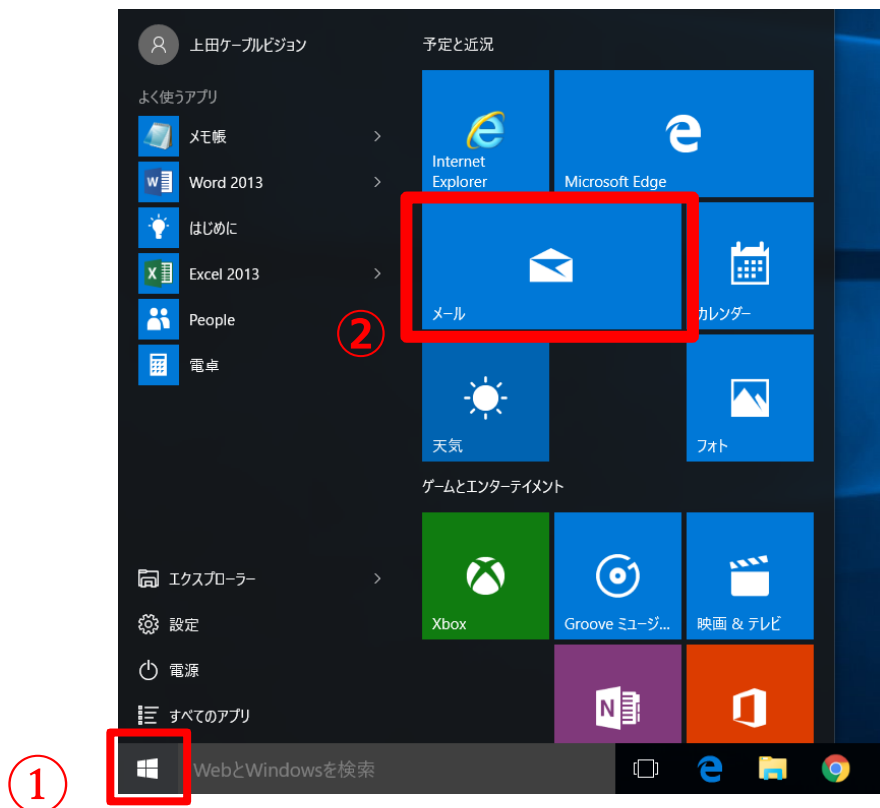 上田ケーブルビジョン
よく使うアプリ
メモ帳
Word 2013
はじめに
Excel 2013
People
電卓
エクスプローラー
設定
電源
すべてのアプリ
予定と近況
Internet
Explorer
Microsoft Edge
メール
カレンダー
②
天気
フォト
ゲームとエンターテイメント
Xbox
Groove ミュージ...
映画 & テレビ
①
WebとWindowsを検索